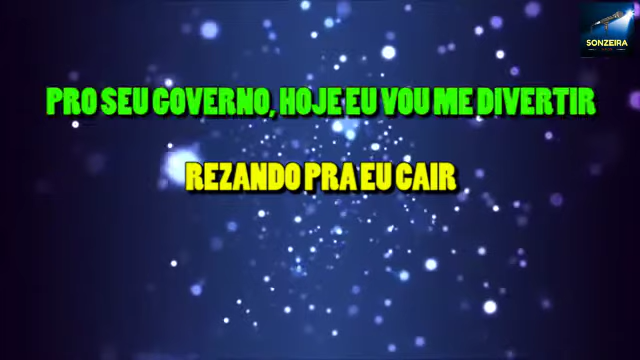 SONZEIRA
PRO SEU GOVERNO, HOJE EU VOU ME DIVERTIR
REZANDO PRA EU CAIR